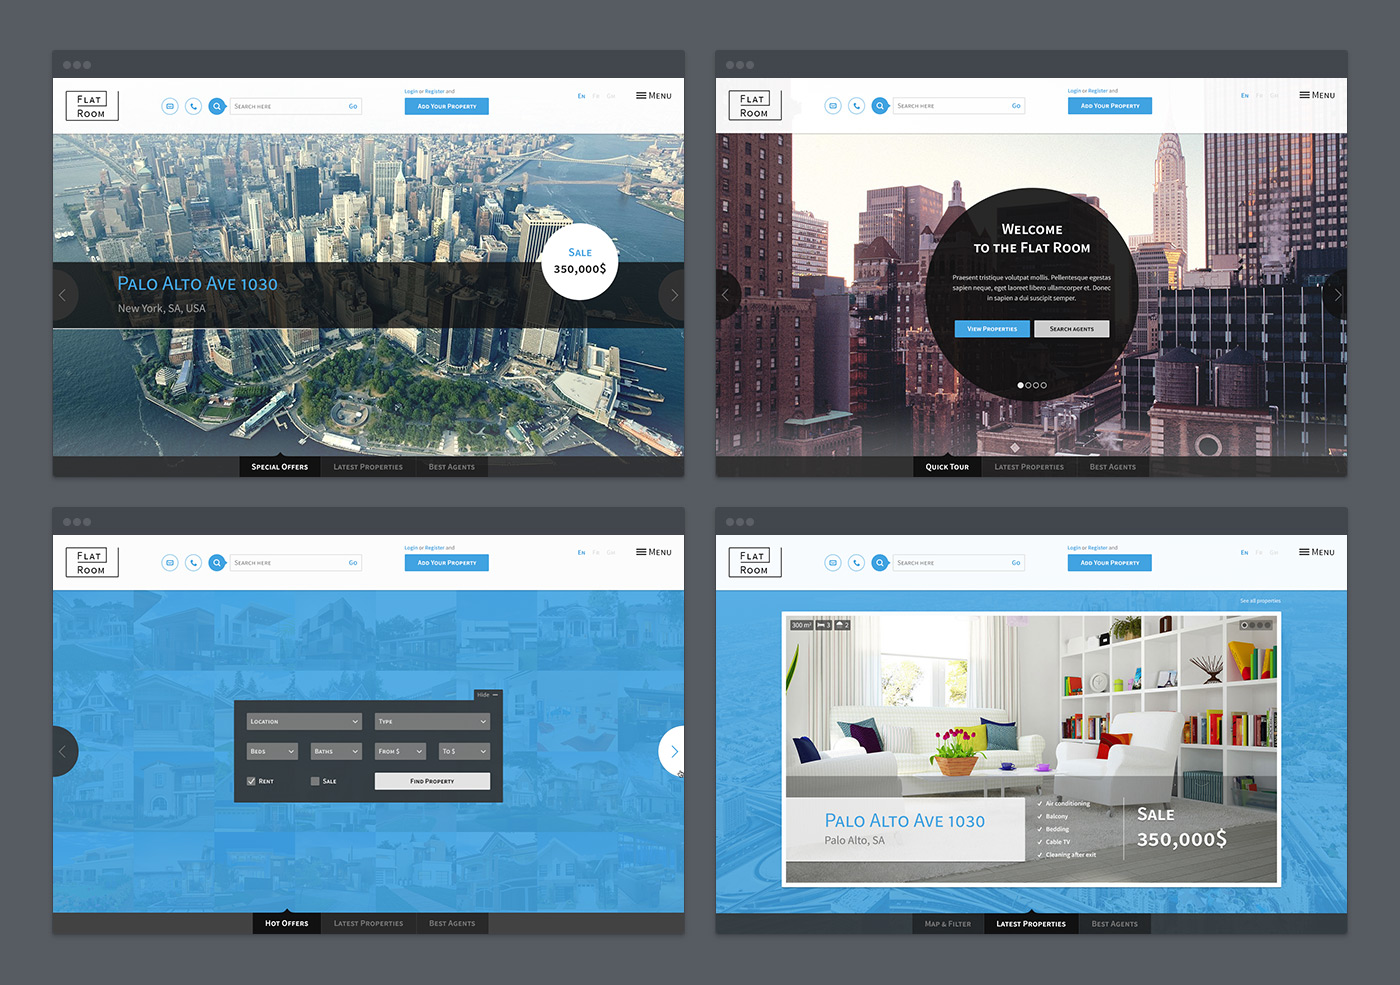 FLAT
ROOM
SEARCH HERE
GO
Login or Register and
ADD YOUR PROPERTY
EN FR GW
MENU
PALO ALTO AVE 1030
New York, SA, USA
SALE
350,000$
SPECIAL OFFERS
LATEST PROPERTIES
BEST AGENTS
FLAT
ROOM
SEARCH HERE
GO
Login or Register and
ADD YOUR PROPERTY
EN
MENU
WELCOME
TO THE FLAT ROOM
Praesent tristique volutpat mollis. Pellentesque egestas
sapien neque, eget laoreet libero ullamcorper et. Donec
in sapien a dui suscipit semper.
VIEW PROPERTIES
SEARCH AGENTS
QUICK TOUR
LATEST PROPERTIES
BEST AGENTS
FLAT
ROOM
SEARCH HERE
GO
Login or Register and
ADD YOUR PROPERTY
EN
MENU
Hide
LOCATION
TYPE
BEDS
BATHS
FROM $
TO $
RENT
SALE
FIND PROPERTY
HOT OFFERS
LATEST PROPERTIES
BEST AGENTS
FLAT
ROOM
SEARCH HERE
GO
Login or Register and
ADD YOUR PROPERTY
EN
MENU
See all properties
300 m²
3
2
PALO ALTO AVE 1030
Palo Alto, SA
Air conditioning
Balcony
Bedding
Cable TV
Cleaning after exit
SALE
350,000$
MAP & FILTER
LATEST PROPERTIES
BEST AGENTS